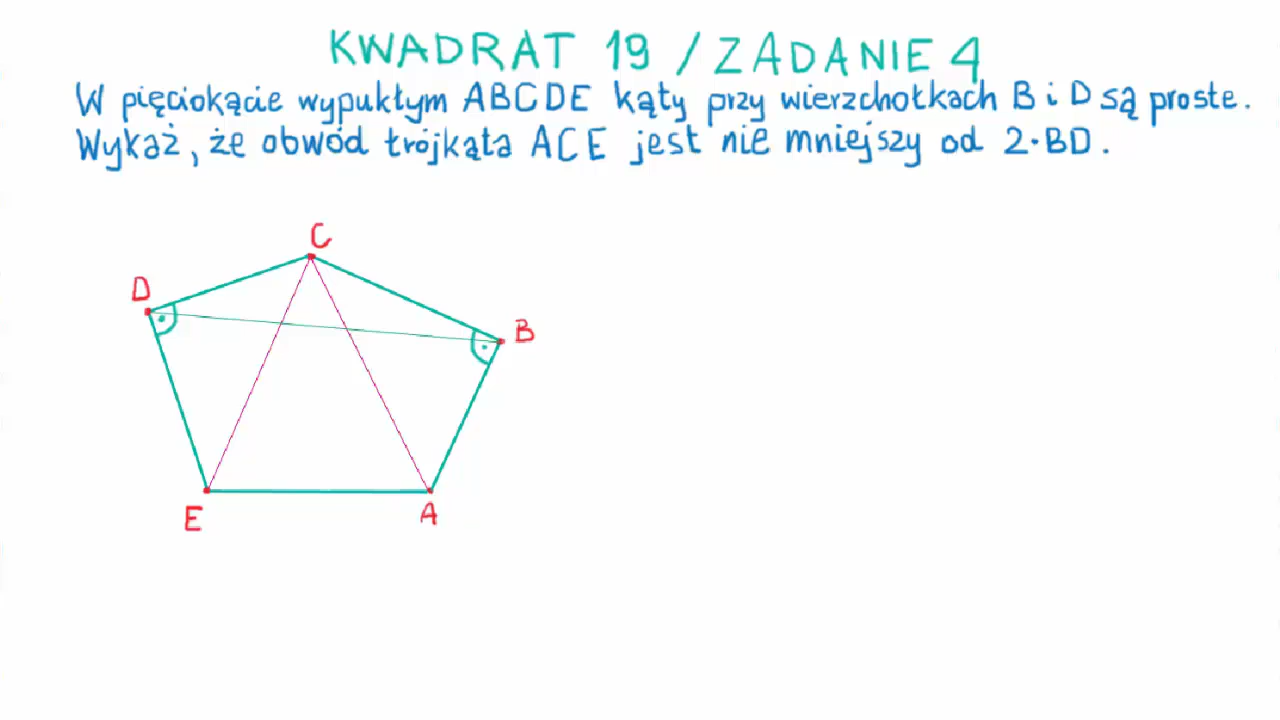 KWADRAT 19 / ZADANIE 4
W pięciokącie wypukłym ABCDE kąty przy wierzchołkach B i D są proste.
Wykaż, że obwód trójkąta ACE jest nie mniejszy od 2·BD.
C
D
B
E
A